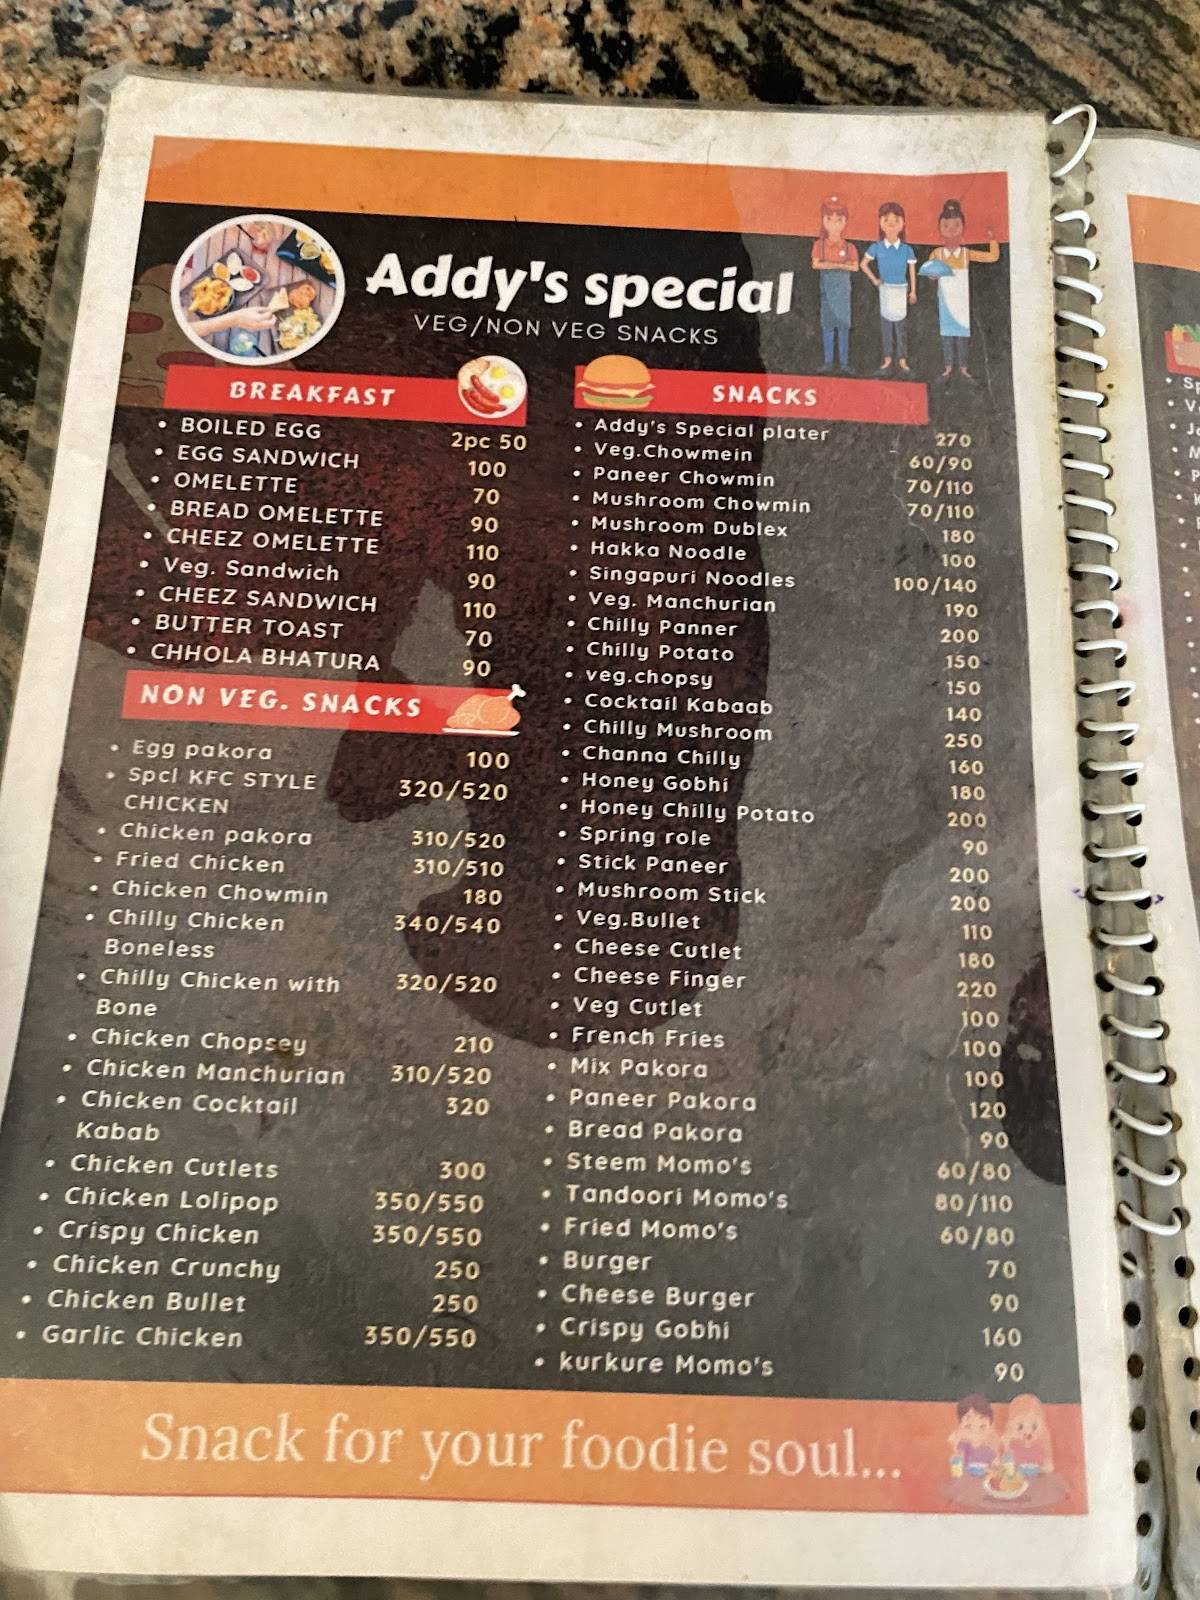 Addy's special
VEG/NON VEG SNACKS
BREAKFAST
• BOILED EGG 2pc 50
• EGG SANDWICH 100
• OMELETTE 70
• BREAD OMELETTE 90
• CHEEZ OMELETTE 110
• Veg. Sandwich 90
• CHEEZ SANDWICH 110
• BUTTER TOAST 70
• CHHOLA BHATURA 90
NON VEG. SNACKS
• Egg pakora 100
• Spcl KFC STYLE 320/520
CHICKEN
• Chicken pakora 310/520
• Fried Chicken 310/510
• Chicken Chowmin 180
• Chilly Chicken 340/540
Boneless
• Chilly Chicken with 320/520
Bone
• Chicken Chopsey 210
• Chicken Manchurian 310/520
• Chicken Cocktail 320
Kabab
• Chicken Cutlets 300
• Chicken Lolipop 350/550
• Crispy Chicken 350/550
• Chicken Crunchy 250
• Chicken Bullet 250
• Garlic Chicken 350/550
SNACKS
• Addy's Special plater 270
• Veg.Chowmein 60/90
• Paneer Chowmin 70/110
• Mushroom Chowmin 70/110
• Mushroom Dublex 180
• Hakka Noodle 100
• Singapuri Noodles 100/140
• Veg. Manchurian 190
• Chilly Panner 200
• Chilly Potato 150
• veg.chopsy 150
• Cocktail Kabaab 140
• Chilly Mushroom 250
• Channa Chilly 160
• Honey Gobhi 180
• Honey Chilly Potato 200
• Spring role 90
• Stick Paneer 200
• Mushroom Stick 200
• Veg.Bullet 110
• Cheese Cutlet 180
• Cheese Finger 220
• Veg Cutlet 100
• French Fries 100
• Mix Pakora 100
• Paneer Pakora 120
• Bread Pakora 90
• Steem Momo's 60/80
• Tandoori Momo's 80/110
• Fried Momo's 60/80
• Burger 70
• Cheese Burger 90
• Crispy Gobhi 160
• kurkure Momo's 90
Snack for your foodie soul...